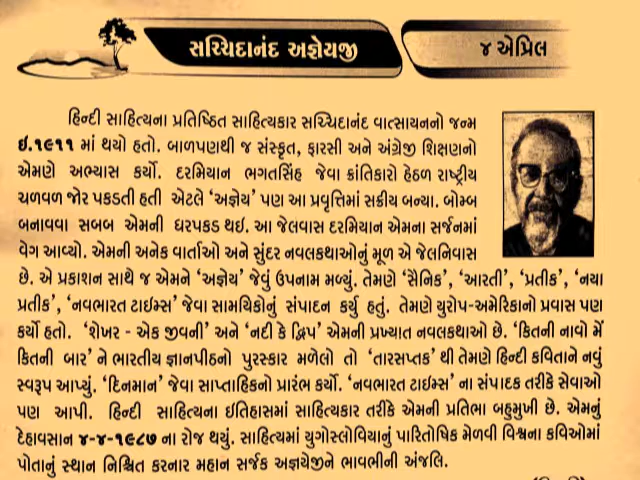 સચ્ચિદાનંદ અજ્ઞેયજી
૪ એપ્રિલ
હિન્દી સાહિત્યના પ્રતિષ્ઠિત સાહિત્યકાર સચ્ચિદાનંદ વાત્સાયનનો જન્મ
ઇ.૧૯૧૧ માં થયો હતો. બાળપણથી જ સંસ્કૃત, ફારસી અને અંગ્રેજી શિક્ષણનો
એમણે અભ્યાસ કર્યો. દરમિયાન ભગતસિંહ જેવા ક્રાંતિકારો હેઠળ રાષ્ટ્રીય
ચળવળ જોર પકડતી હતી એટલે ‘અજ્ઞેય’ પણ આ પ્રવૃત્તિમાં સક્રીય બન્યા. બોમ્બ
બનાવવા સબબ એમની ધરપકડ થઈ. આ જેલવાસ દરમિયાન એમના સર્જનમાં
વેગ આવ્યો. એમની અનેક વાર્તાઓ અને સુંદર નવલકથાઓનું મૂળ એ જેલનિવાસ
છે. એ પ્રકાશન સાથે જ એમને ‘અજ્ઞેય’ જેવું ઉપનામ મળ્યું. તેમણે ‘સૈનિક’, ‘આરતી’, ‘પ્રતીક’, ‘નયા
પ્રતીક’, ‘નવભારત ટાઇમ્સ’ જેવા સામયિકોનું સંપાદન કર્યુ હતું. તેમણે યુરોપ-અમેરિકાનો પ્રવાસ પણ
કર્યો હતો. ‘શેખર - એક જીવની’ અને ‘નદી કે દ્વિપ’ એમની પ્રખ્યાત નવલકથાઓ છે. ‘કિતની નાવો મેં
કિતની બાર’ ને ભારતીય જ્ઞાનપીઠનો પુરસ્કાર મળેલો તો ‘તારસપ્તક’ થી તેમણે હિન્દી કવિતાને નવું
સ્વરૂપ આપ્યું. ‘દિનમાન’ જેવા સાપ્તાહિકનો પ્રારંભ કર્યો. ‘નવભારત ટાઇમ્સ’ ના સંપાદક તરીકે સેવાઓ
પણ આપી. હિન્દી સાહિત્યના ઇતિહાસમાં સાહિત્યકાર તરીકે એમની પ્રતિભા બહુમુખી છે. એમનું
દેહાવસાન ૪-૪-૧૯૮૭ ના રોજ થયું. સાહિત્યમાં યુગોસ્લોવિયાનું પારિતોષિક મેળવી વિશ્વના કવિઓમાં
પોતાનું સ્થાન નિશ્ચિત કરનાર મહાન સર્જક અજ્ઞયેજીને ભાવભીની અંજલિ.